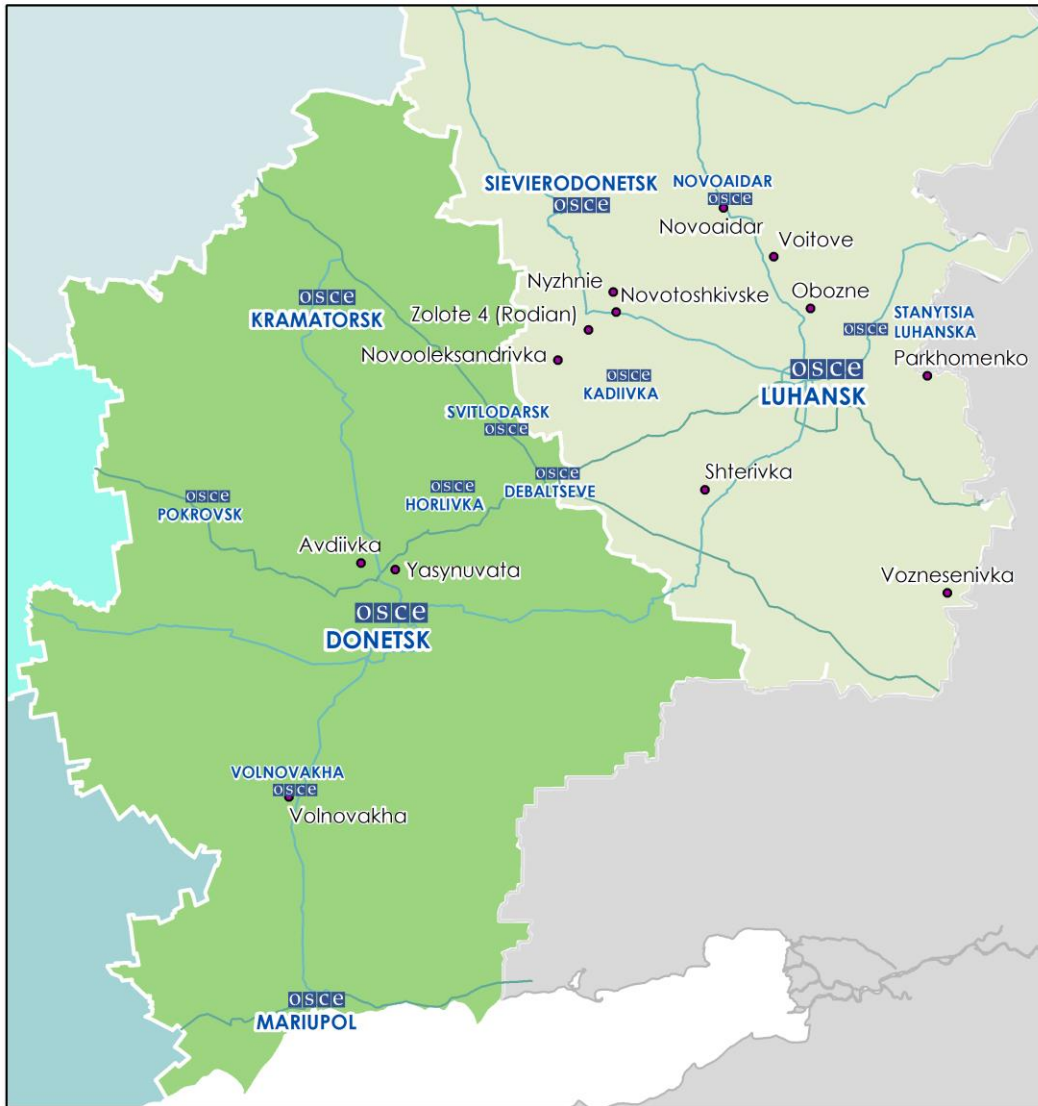 SIEVIERODONETSK
osce
NOVOAIDAR
osce
Novoaidar
Voitove
Nyzhnie
Novotoshkivske
Obozne
osce
KRAMATORSK
Zolote 4 (Rodian)
STANYTSIA
LUHANSKA
osce
Novooleksandrivka
osce
KADIIVKA
osce
LUHANSK
Parkhomenko
SVITLODARSK
osce
osce
DEBALTSEVE
osce
HORLIVKA
osce
POKROVSK
Shterivka
Avdiivka
Yasynuvata
Voznesenivka
osce
DONETSK
VOLNOVAKHA
osce
Volnovakha
osce
MARIUPOL